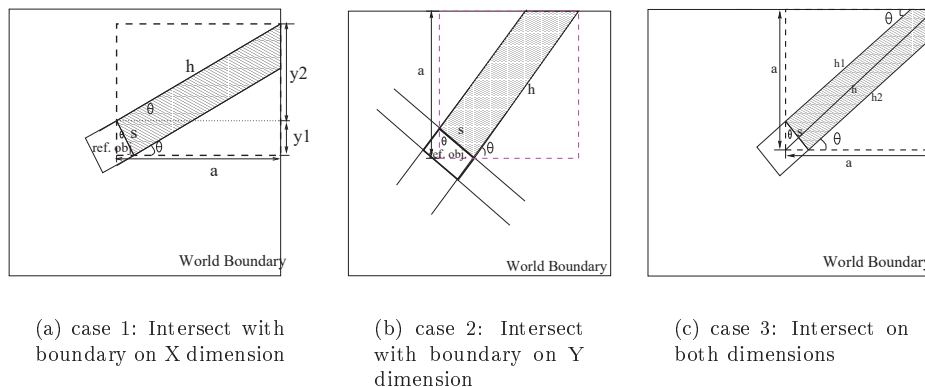 h
θ
y2
θ
s
ref. obj.
θ
y1
a
World Boundary
a
h
s
θ
ref. obj.
θ
World Boundary
θ
a
h1
h
h2
s
θ
θ
a
World Boundary
(a) case 1: Intersect with
boundary on X dimension
(b) case 2: Intersect
with boundary on Y
dimension
(c) case 3: Intersect on
both dimensions